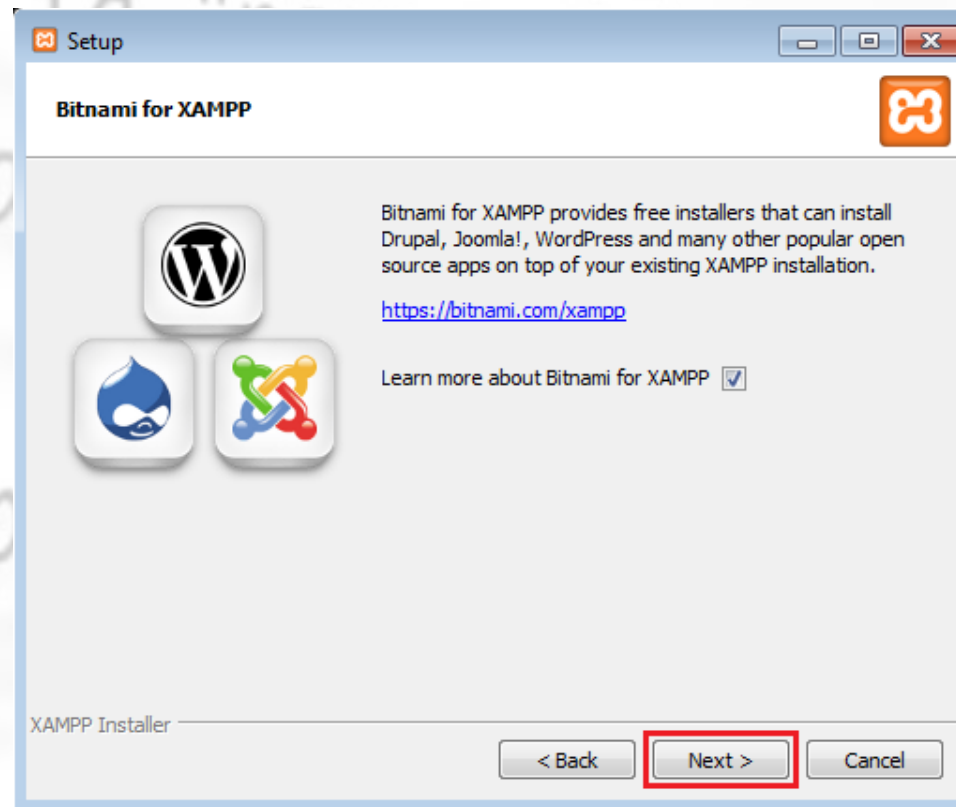 Setup
Bitnami for XAMPP
Bitnami for XAMPP provides free installers that can install
Drupal, Joomla!, WordPress and many other popular open
source apps on top of your existing XAMPP installation.
https://bitnami.com/xampp
Learn more about Bitnami for XAMPP
XAMPP Installer
< Back
Next >
Cancel